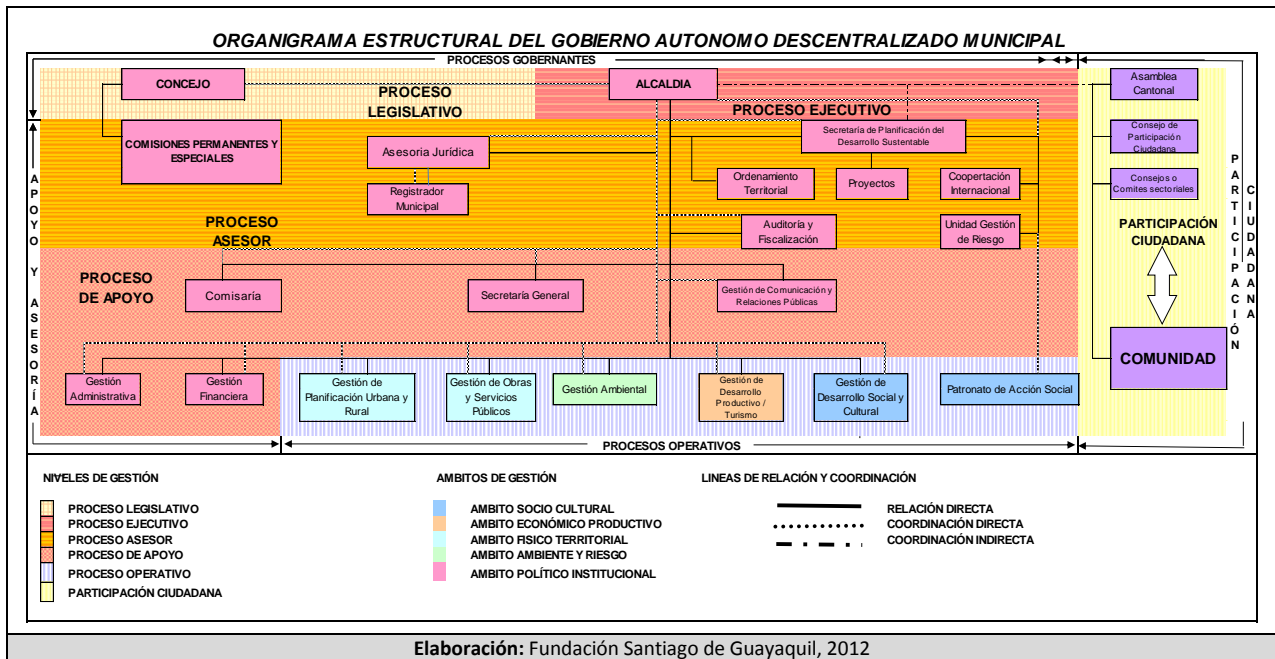 ORGANIGRAMA ESTRUCTURAL DEL GOBIERNO AUTONOMO DESCENTRALIZADO MUNICIPAL
PROCESOS GOBERNANTES
CONCEJO
PROCESO
LEGISLATIVO
ALCALDIA
PROCESO EJECUTIVO
Asamblea
Cantonal
COMISIONES PERMANENTES Y
ESPECIALES
Asesoria Jurídica
Secretaría de Planificación del
Desarrollo Sustentable
Consejo de
Participación
Ciudadana
Registrador
Municipal
Ordenamiento
Territorial
Proyectos
Coopertación
Internacional
Consejos o
Comites sectoriales
PROCESO
ASESOR
Auditoría y
Fiscalización
Unidad Gestión
de Riesgo
PARTICIPACIÓN
CIUDADANA
PROCESO
DE APOYO
Comisaría
Secretaría General
Gestión de Comunicación y
Relaciones Públicas
COMUNIDAD
APOYO Y ASESORÍA
PARTICIPACIÓN
CIUDADANA
Gestión
Administrativa
Gestión
Financiera
Gestión de
Planificación Urbana y
Rural
Gestión de Obras
y Servicios
Públicos
Gestión Ambiental
Gestión de
Desarrollo
Productivo /
Turismo
Gestión de
Desarrollo Social y
Cultural
Patronato de Acción Social
PROCESOS OPERATIVOS
NIVELES DE GESTIÓN
PROCESO LEGISLATIVO
PROCESO EJECUTIVO
PROCESO ASESOR
PROCESO DE APOYO
PROCESO OPERATIVO
PARTICIPACIÓN CIUDADANA
AMBITOS DE GESTIÓN
AMBITO SOCIO CULTURAL
AMBITO ECONÓMICO PRODUCTIVO
AMBITO FISICO TERRITORIAL
AMBITO AMBIENTE Y RIESGO
AMBITO POLÍTICO INSTITUCIONAL
LINEAS DE RELACIÓN Y COORDINACIÓN
RELACIÓN DIRECTA
COORDINACIÓN DIRECTA
COORDINACIÓN INDIRECTA
Elaboración: Fundación Santiago de Guayaquil, 2012